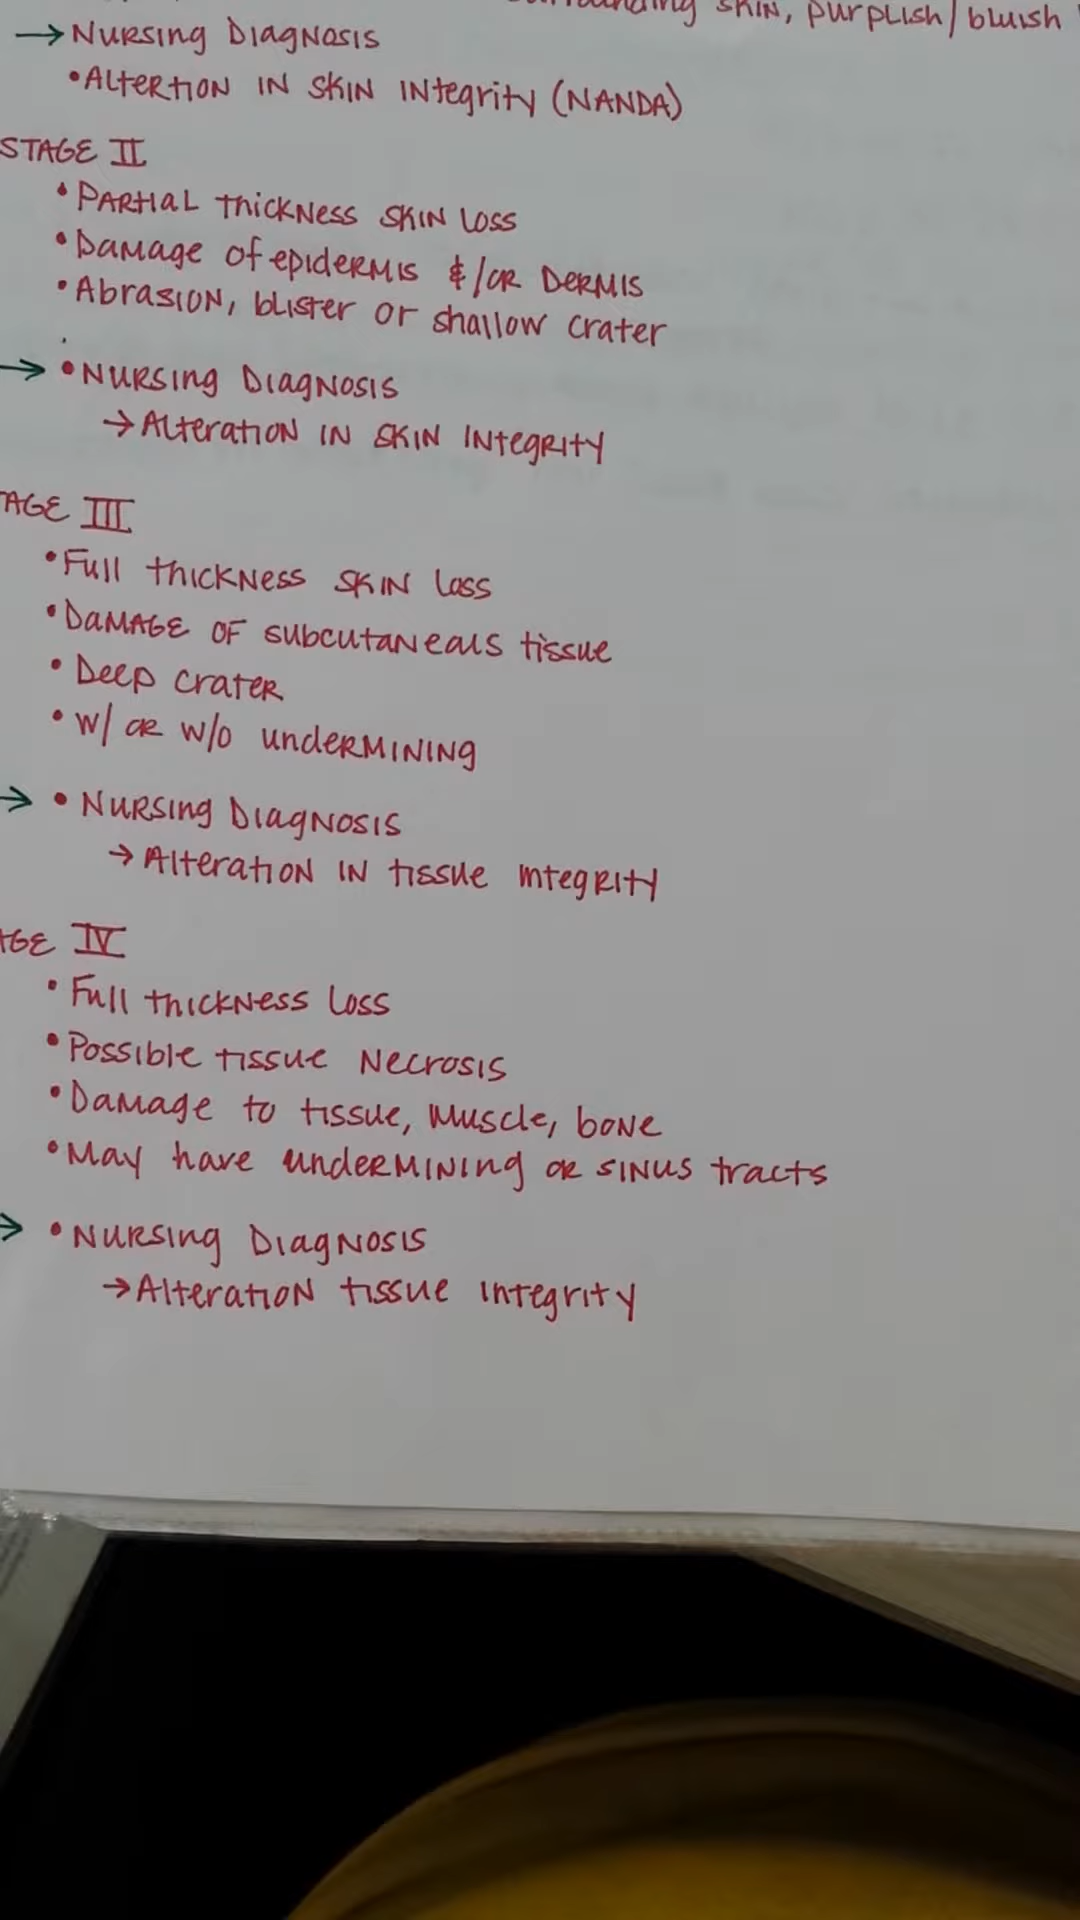 surrounding skin, purplish/bluish
→ Nursing Diagnosis
• Altertion in skin integrity (NANDA)
STAGE II
• Partial thickness skin loss
• Damage of epidermis &/or Dermis
• Abrasion, blister or shallow crater
→ • Nursing Diagnosis
→ Alteration in skin integrity
AGE III
• Full thickness skin loss
• Damage of subcutaneous tissue
• Deep crater
• w/ or w/o undermining
→ • Nursing Diagnosis
→ Alteration in tissue integrity
AGE IV
• Full thickness loss
• Possible tissue necrosis
• Damage to tissue, muscle, bone
• May have undermining or sinus tracts
→ • Nursing Diagnosis
→ Alteration tissue integrity